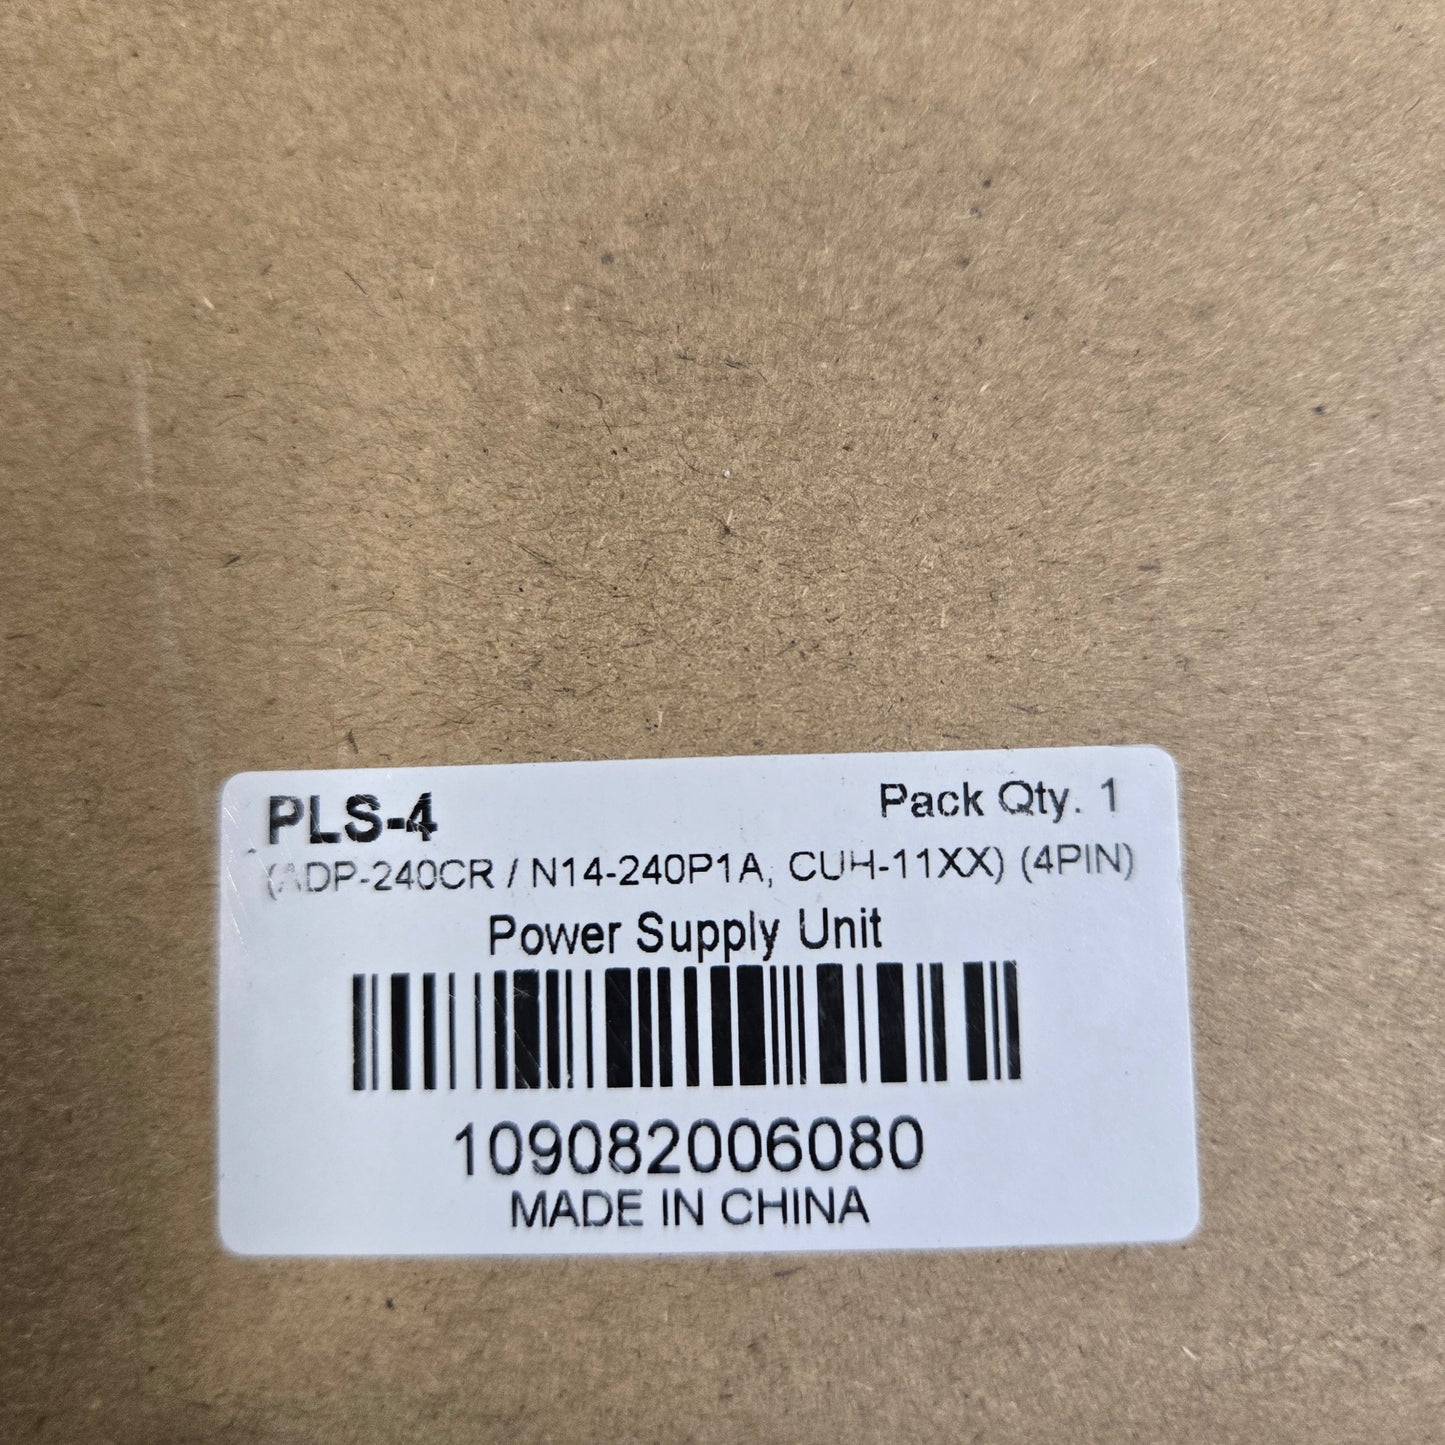 PLS-4
Pack Qty. 1
(ADP-240CR / N14-240P1A, CUH-11XX) (4PIN)
Power Supply Unit
109082006080
MADE IN CHINA